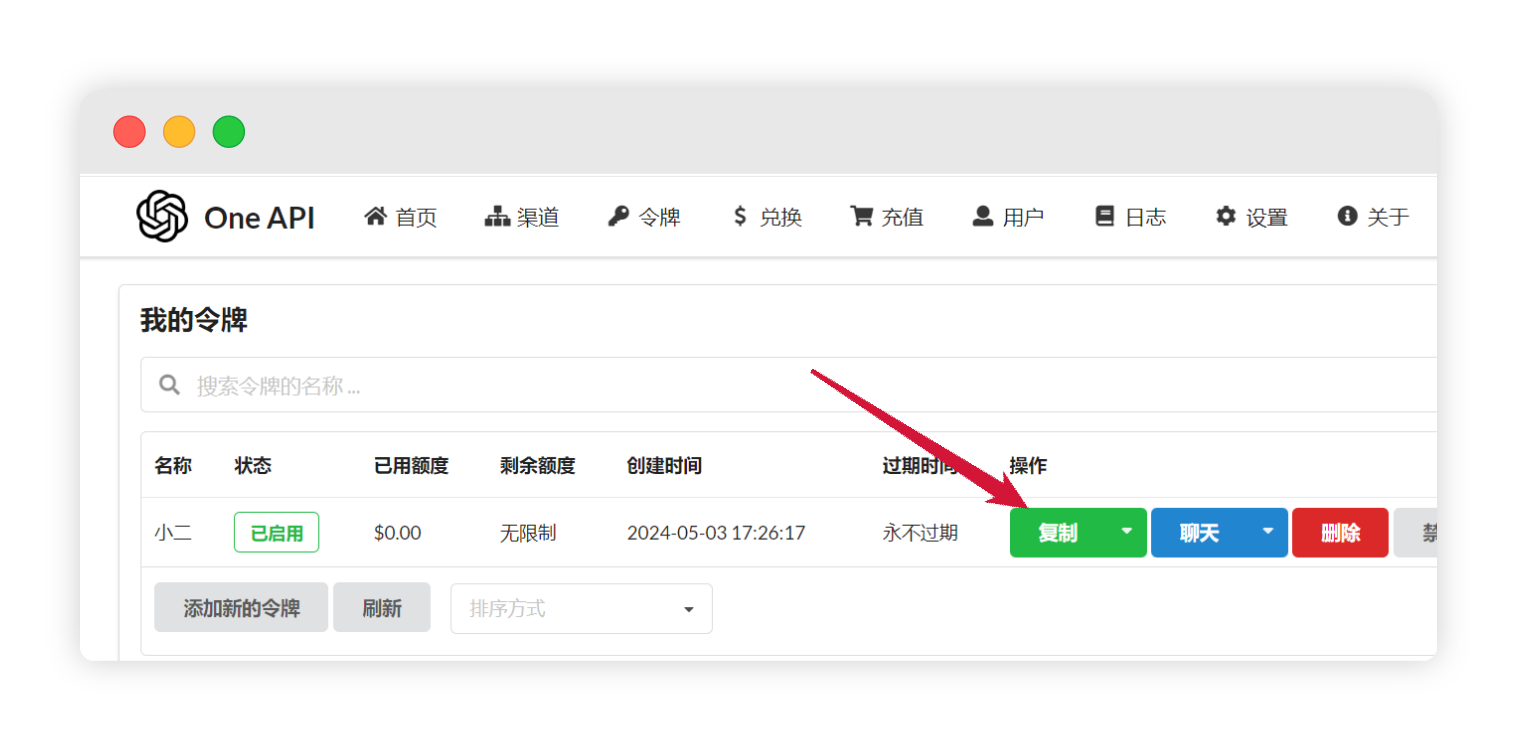 One API 首页 渠道 令牌 兑换 充值 用户 日志 设置 关于
我的令牌
搜索令牌的名称 ...
名称 状态 已用额度 剩余额度 创建时间 过期时间 操作
小二 已启用 $0.00 无限制 2024-05-03 17:26:17 永不过期 复制 聊天 删除
添加新的令牌 刷新 排序方式